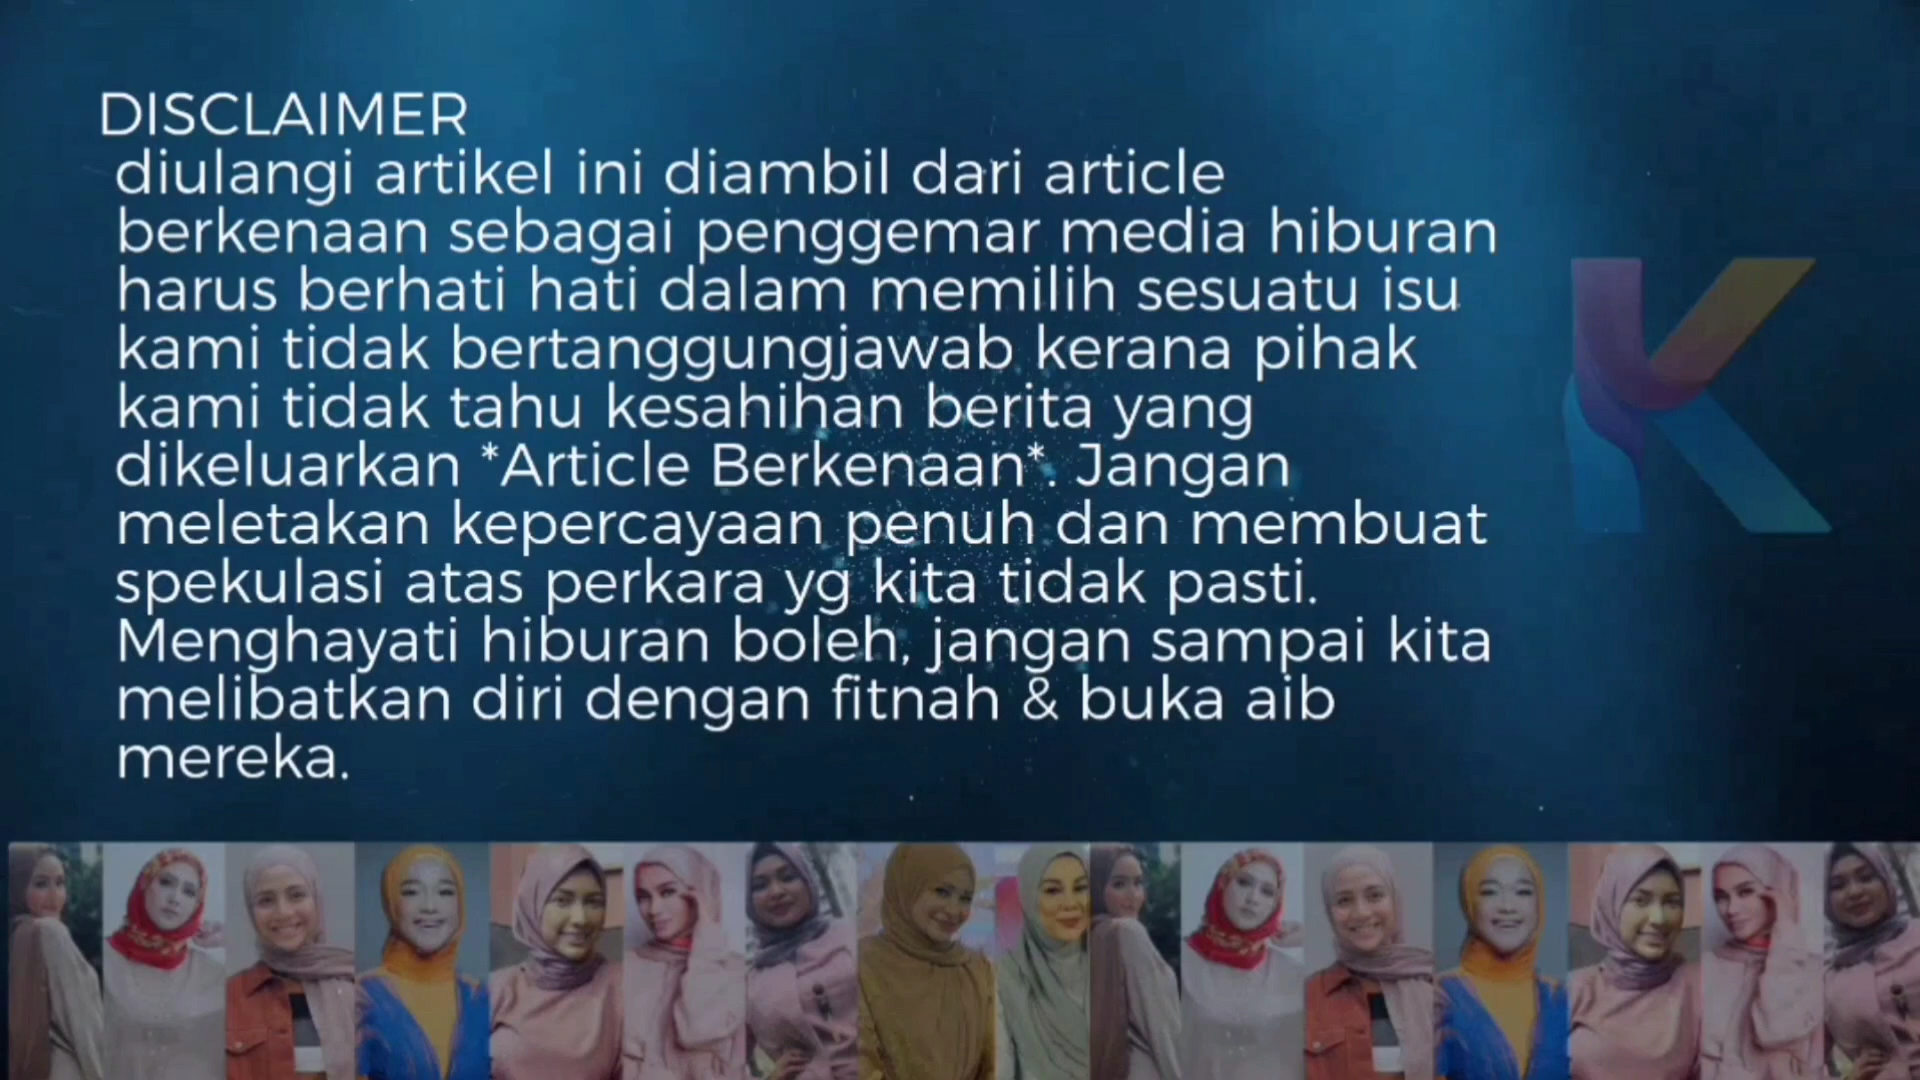 DISCLAIMER
diulangi artikel ini diambil dari article
berkenaan sebagai penggemar media hiburan
harus berhati hati dalam memilih sesuatu isu
kami tidak bertanggungjawab kerana pihak
kami tidak tahu kesahihan berita yang
dikeluarkan *Article Berkenaan*. Jangan
meletakan kepercayaan penuh dan membuat
spekulasi atas perkara yg kita tidak pasti.
Menghayati hiburan boleh, jangan sampai kita
melibatkan diri dengan fitnah & buka aib
mereka.
K